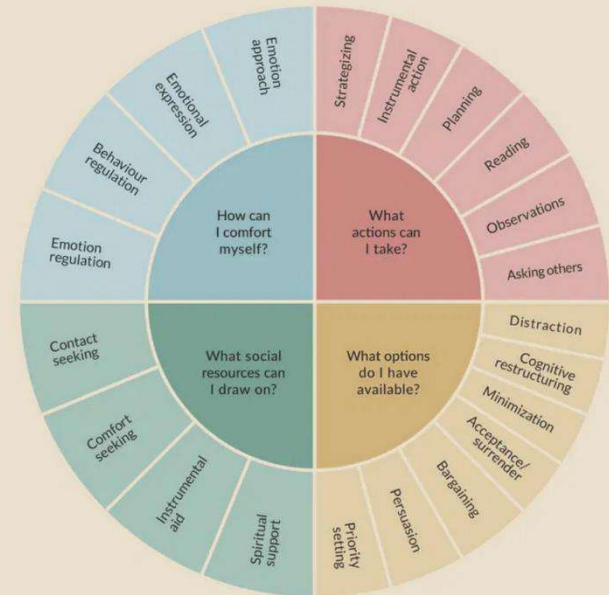 Emotion
approach
Emotional
expression
Behaviour
regulation
Emotion
regulation
How can
I comfort
myself?
Strategizing
Instrumental action
Planning
Reading
Observations
Asking others
What
actions can
I take?
Contact
seeking
Comfort
seeking
Instrumental
aid
Spiritual
support
What social
resources can
I draw on?
Distraction
Cognitive
restructuring
Minimization
Acceptance/
surrender
Bargaining
Persuasion
Priority
setting
What options
do I have
available?